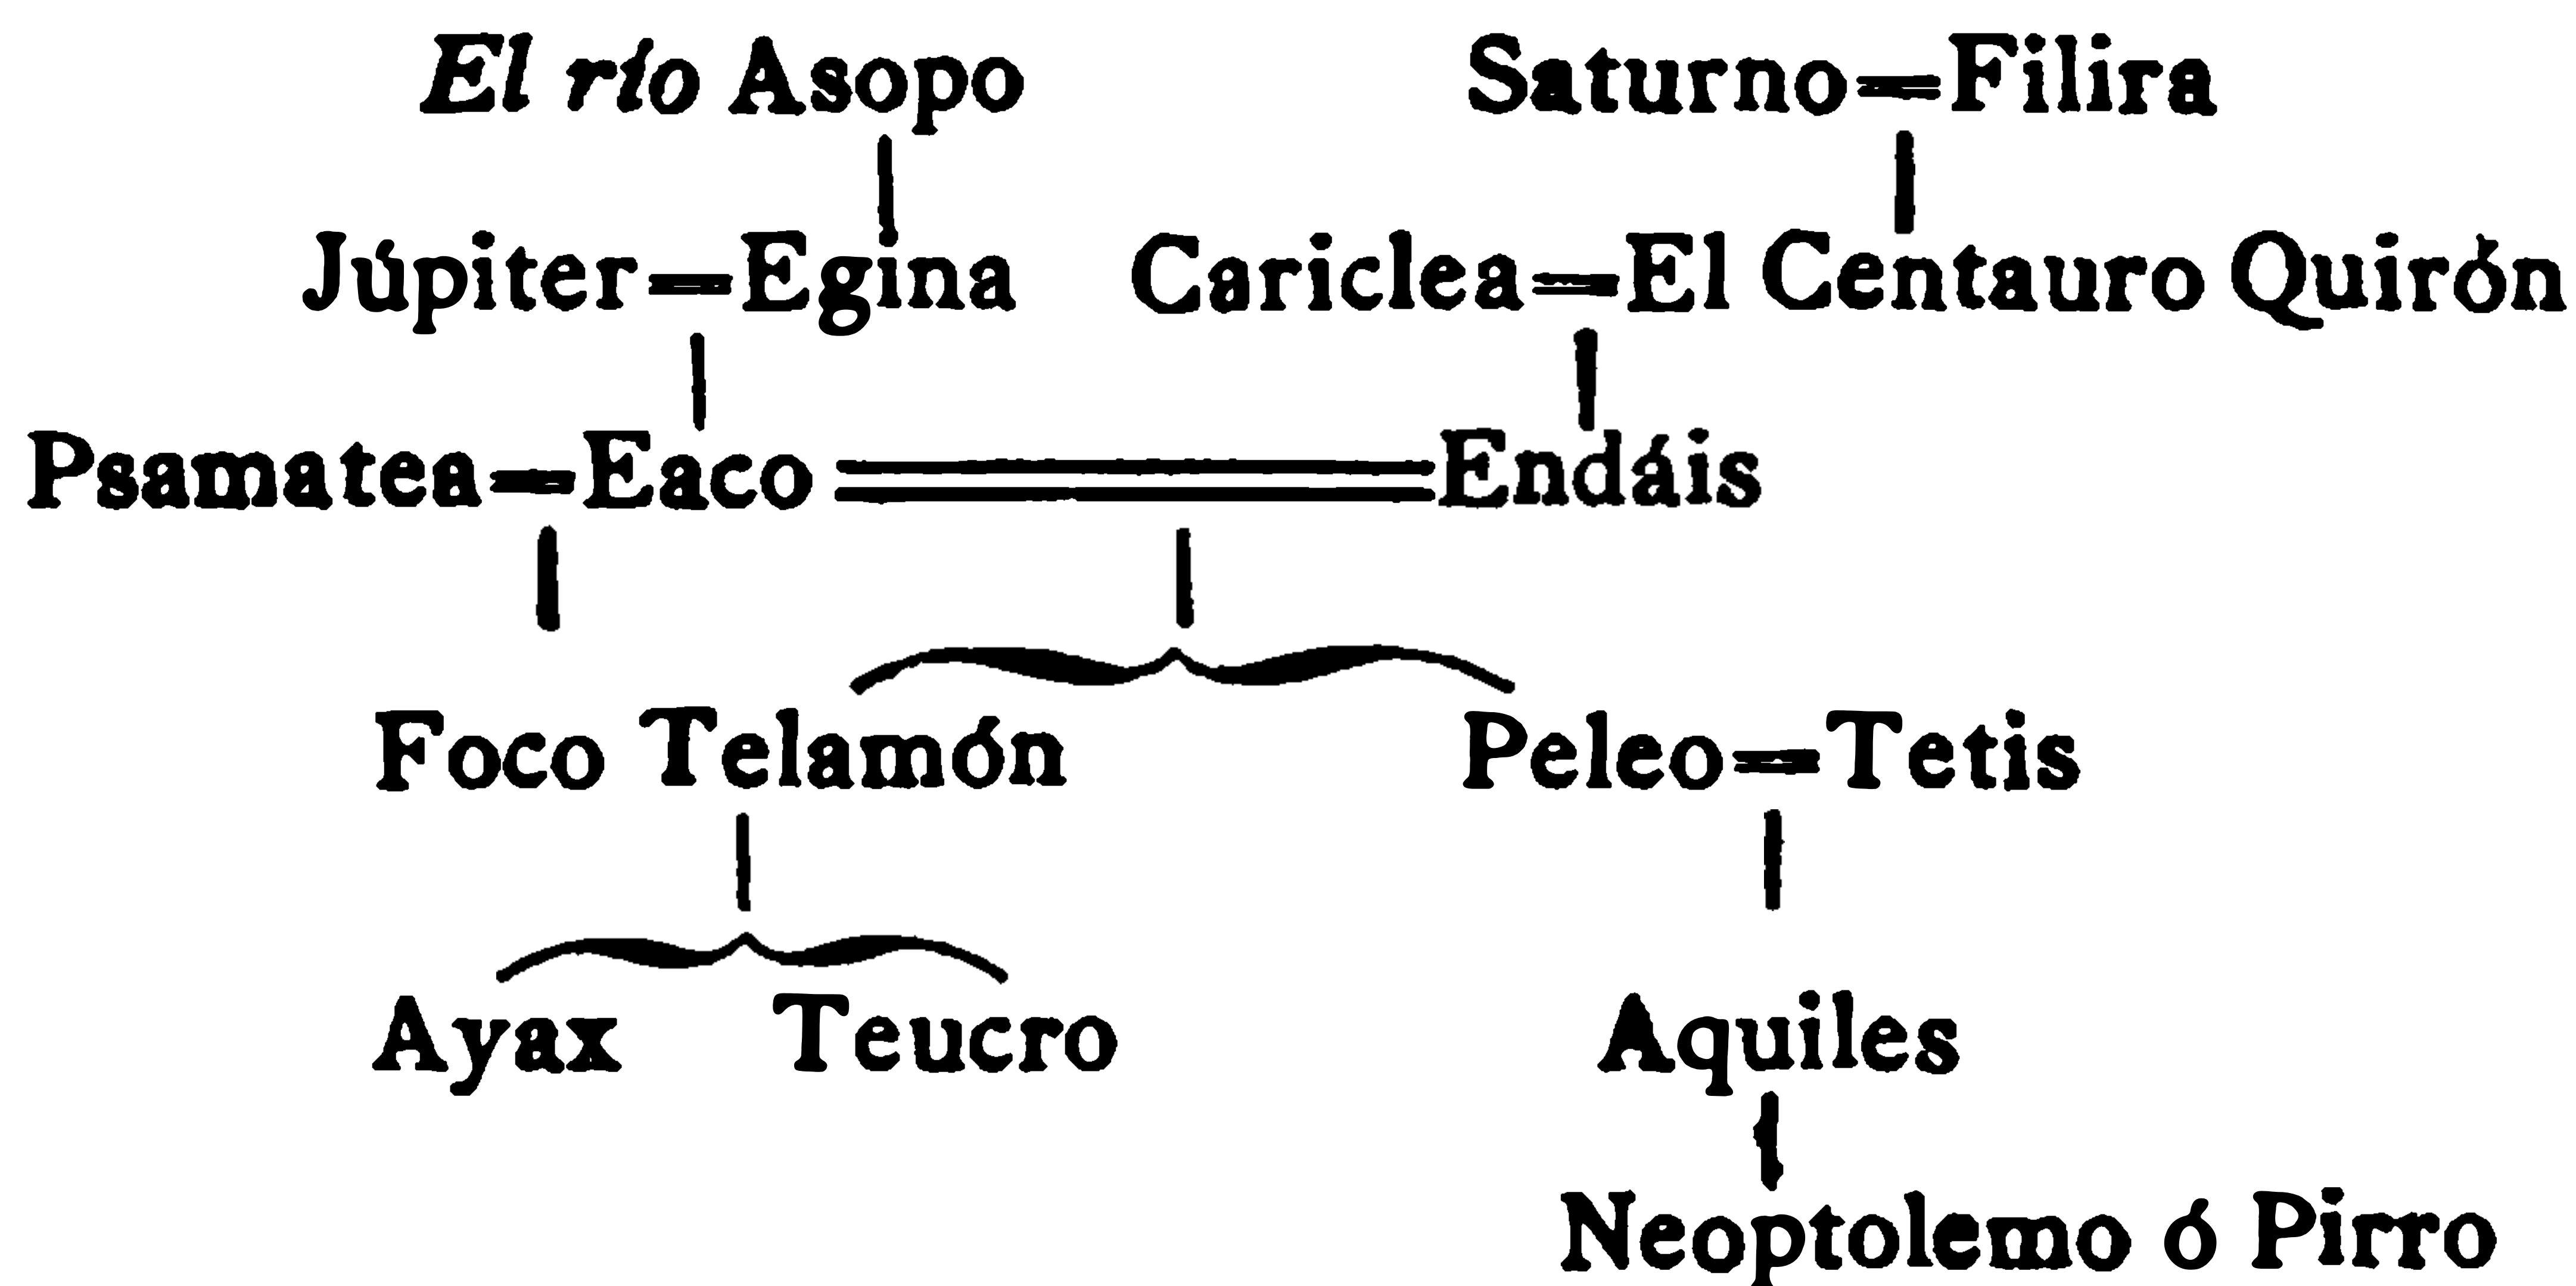 El río Asopo Saturno=Filira
Júpiter=Egina Cariclea=El Centauro Quirón
Psamatea=Eaco=Endáis
Foco Telamón Peleo=Tetis
Ayax Teucro Aquiles
Neoptolemo ó Pirro